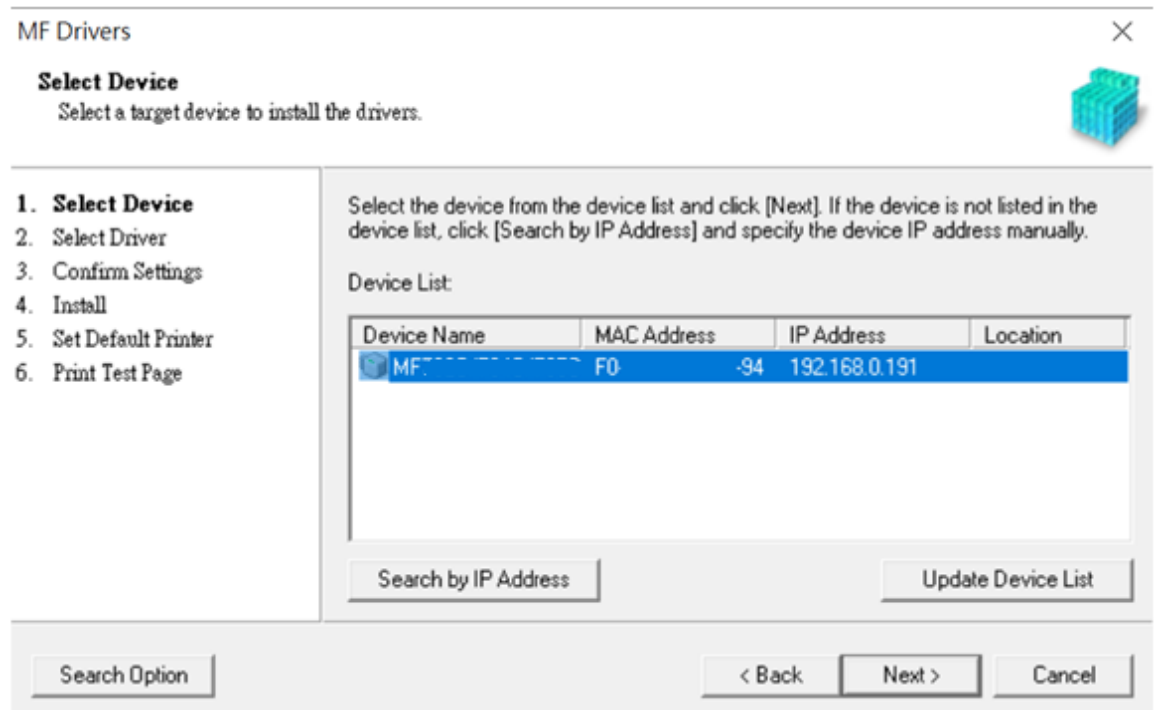 MF Drivers
Select Device
Select a target device to install the drivers.
1. Select Device
2. Select Driver
3. Confirm Settings
4. Install
5. Set Default Printer
6. Print Test Page
Select the device from the device list and click [Next]. If the device is not listed in the
device list, click [Search by IP Address] and specify the device IP address manually.
Device List:
Device Name MAC Address IP Address Location
F0- -94 192.168.0.191
Search by IP Address Update Device List
Search Option < Back Next > Cancel